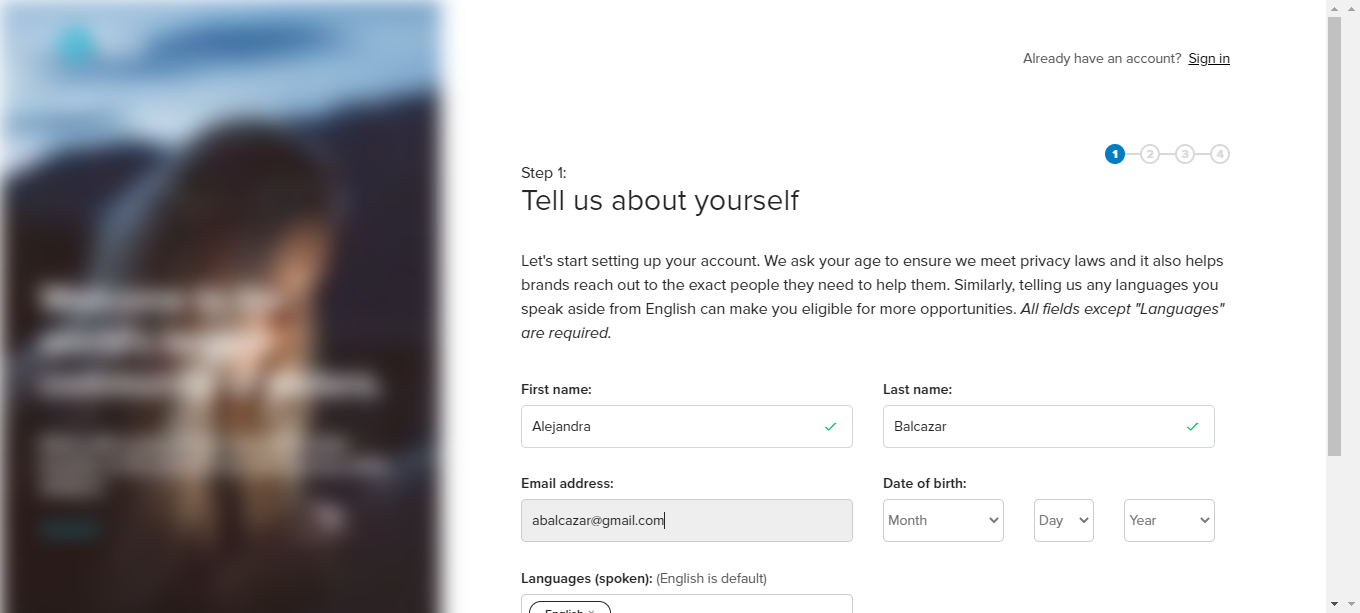 Already have an account? Sign in
1 2 3 4
Step 1:
Tell us about yourself
Let's start setting up your account. We ask your age to ensure we meet privacy laws and it also helps
brands reach out to the exact people they need to help them. Similarly, telling us any languages you
speak aside from English can make you eligible for more opportunities. All fields except "Languages"
are required.
First name:
Last name:
Alejandra
Balcazar
Email address:
Date of birth:
abalcazar@gmail.com
Month
Day
Year
Languages (spoken): (English is default)
English ×